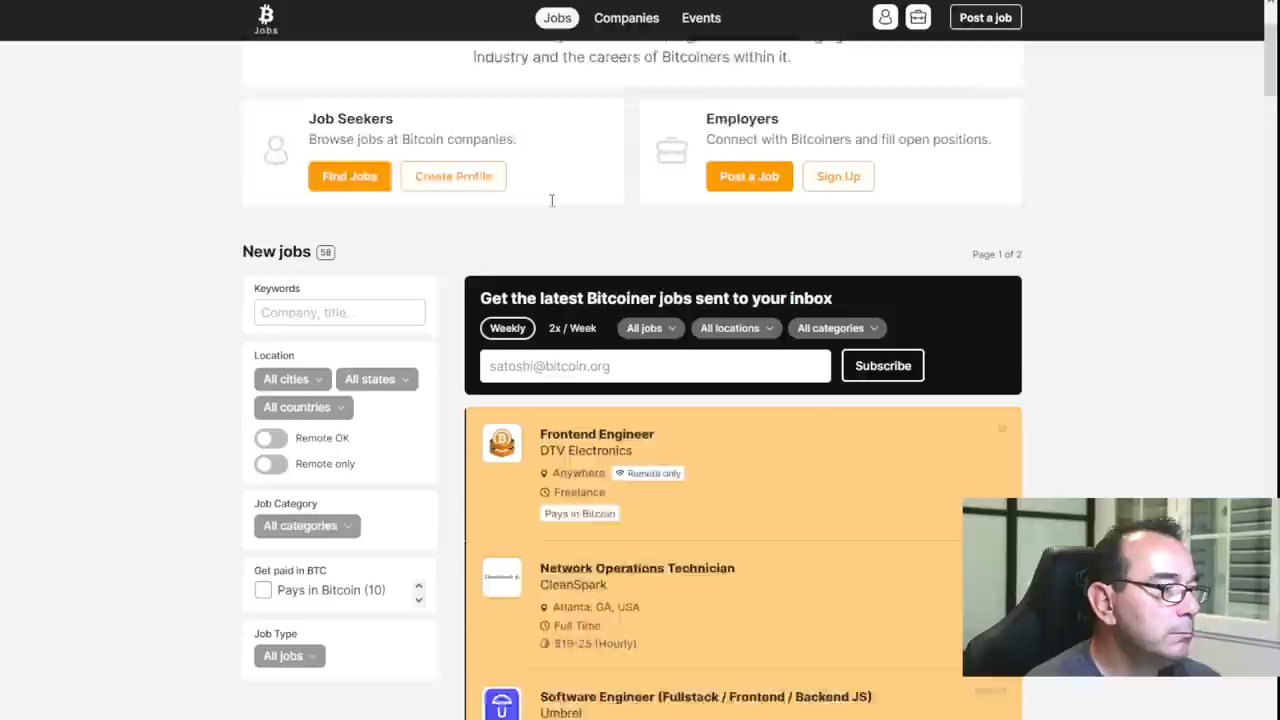 Jobs
Jobs Companies Events Post a job
Industry and the careers of Bitcoiners within it.
Job Seekers
Browse jobs at Bitcoin companies.
Find Jobs Create Profile
Employers
Connect with Bitcoiners and fill open positions.
Post a Job Sign Up
New jobs 58
Page 1 of 2
Keywords
Company, title...
Location
All cities All states
All countries
Remote OK
Remote only
Job Category
All categories
Get paid in BTC
Pays in Bitcoin (10)
Job Type
All jobs
Get the latest Bitcoiner jobs sent to your inbox
Weekly 2x / Week All jobs All locations All categories
satoshi@bitcoin.org Subscribe
Frontend Engineer
DTV Electronics
Anywhere Remote only
Freelance
Pays in Bitcoin
Network Operations Technician
CleanSpark
Atlanta, GA, USA
Full Time
$19-25 (Hourly)
Software Engineer (Fullstack / Frontend / Backend JS)
Umbrel